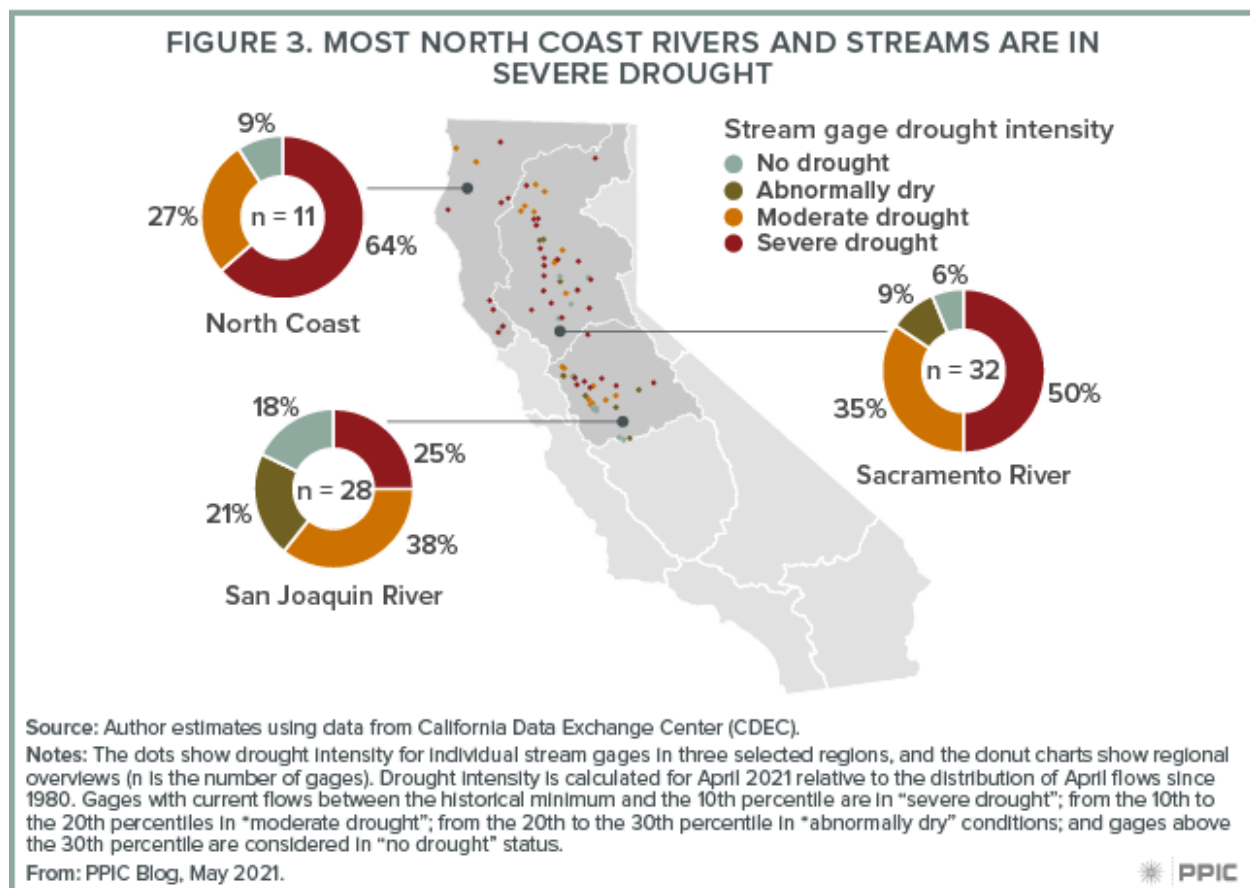 FIGURE 3. MOST NORTH COAST RIVERS AND STREAMS ARE IN
SEVERE DROUGHT
9%
27%
n = 11
64%
North Coast
Stream gage drought intensity
No drought
Abnormally dry
Moderate drought
Severe drought
6%
9%
35%
n = 32
50%
Sacramento River
18%
25%
21%
n = 28
38%
San Joaquin River
Source: Author estimates using data from California Data Exchange Center (CDEC).
Notes: The dots show drought intensity for individual stream gages in three selected regions, and the donut charts show regional
overviews (n is the number of gages). Drought intensity is calculated for April 2021 relative to the distribution of April flows since
1980. Gages with current flows between the historical minimum and the 10th percentile are in “severe drought”; from the 10th to
the 20th percentiles in “moderate drought”; from the 20th to the 30th percentile in “abnormally dry” conditions; and gages above
the 30th percentile are considered in “no drought” status.
From: PPIC Blog, May 2021.
PPIC